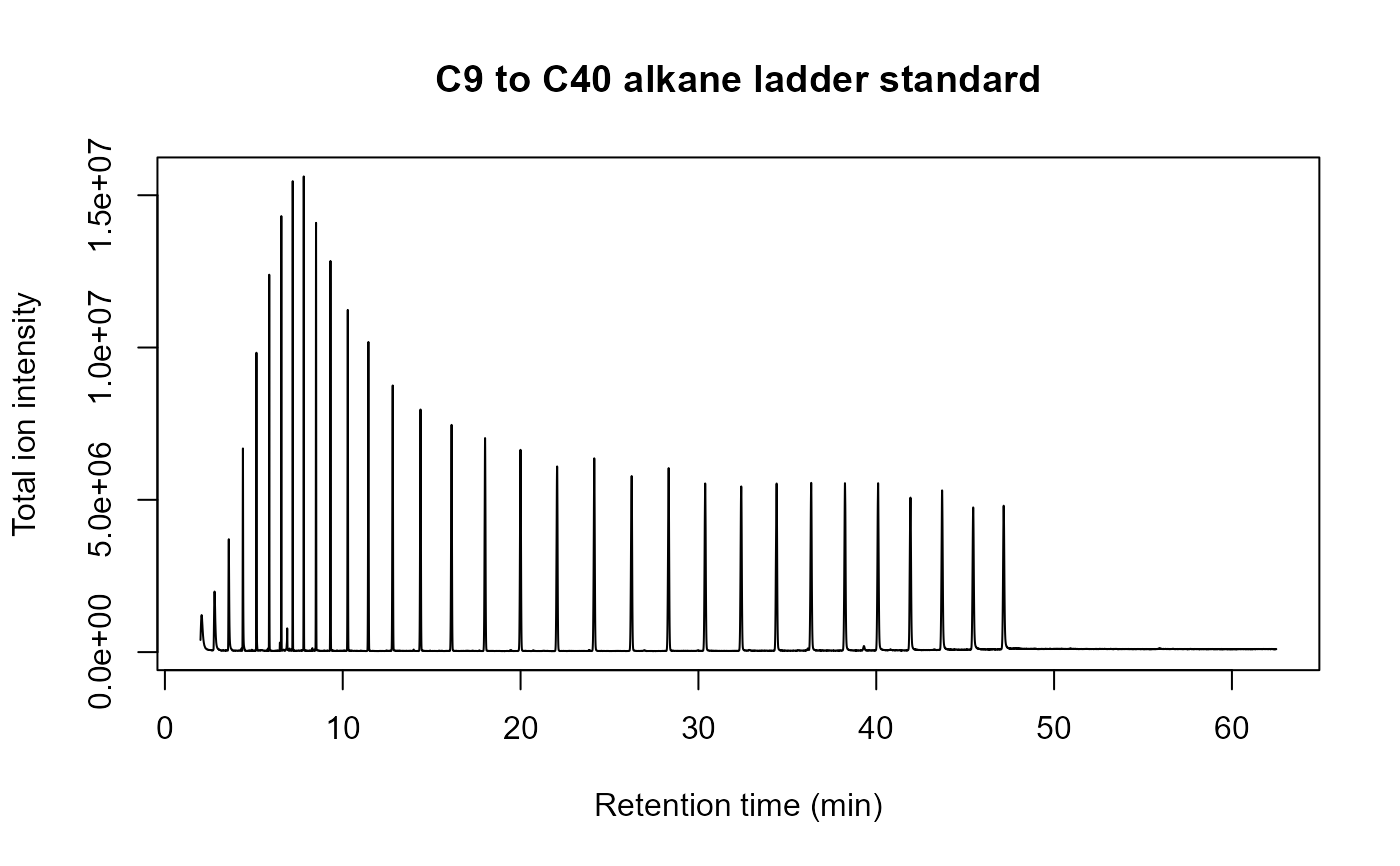 C9 to C40 alkane ladder standard
Total ion intensity
1.5e+07
1.0e+07
5.0e+06
0.0e+00
0 10 20 30 40 50 60
Retention time (min)